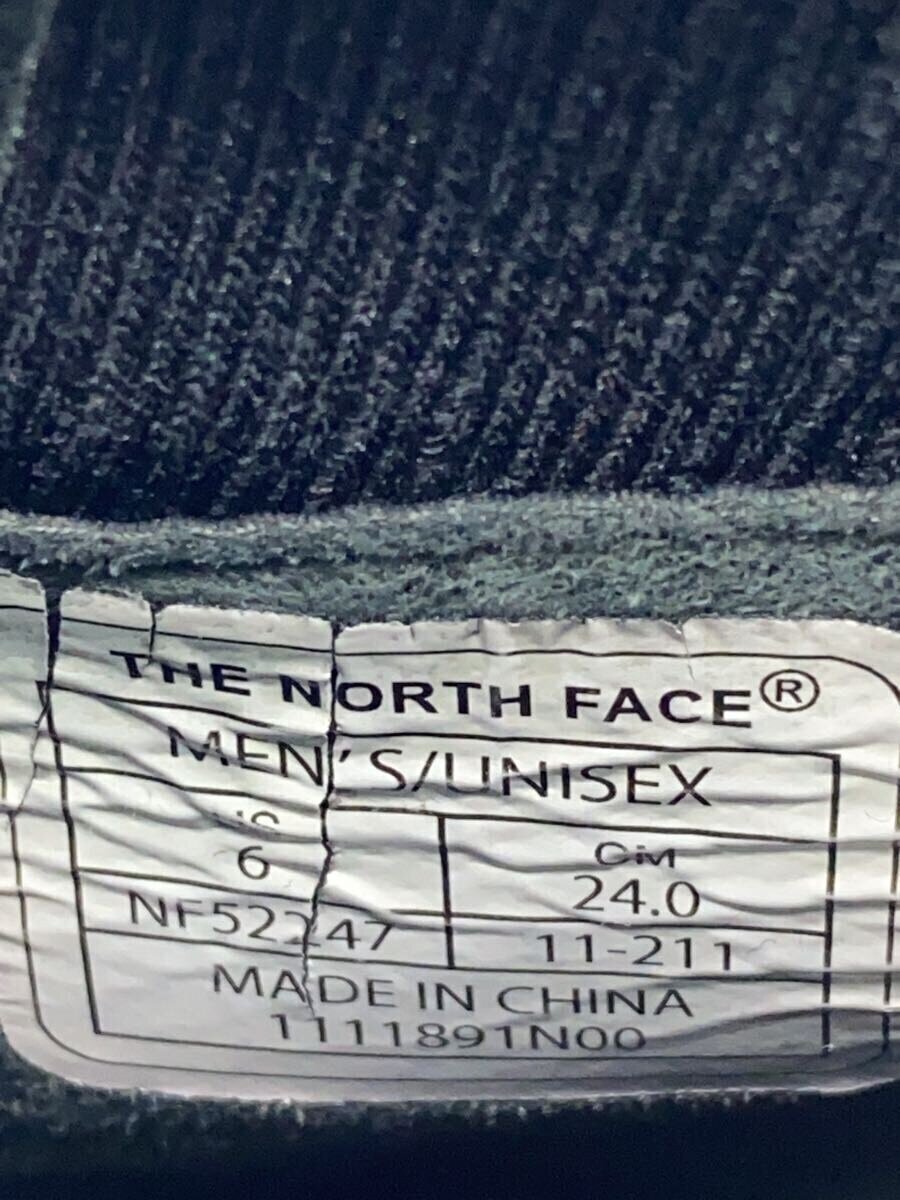 THE NORTH FACE®
MEN'S/UNISEX
6
CM
24.0
NF52247
11-211
MADE IN CHINA
1111891N00